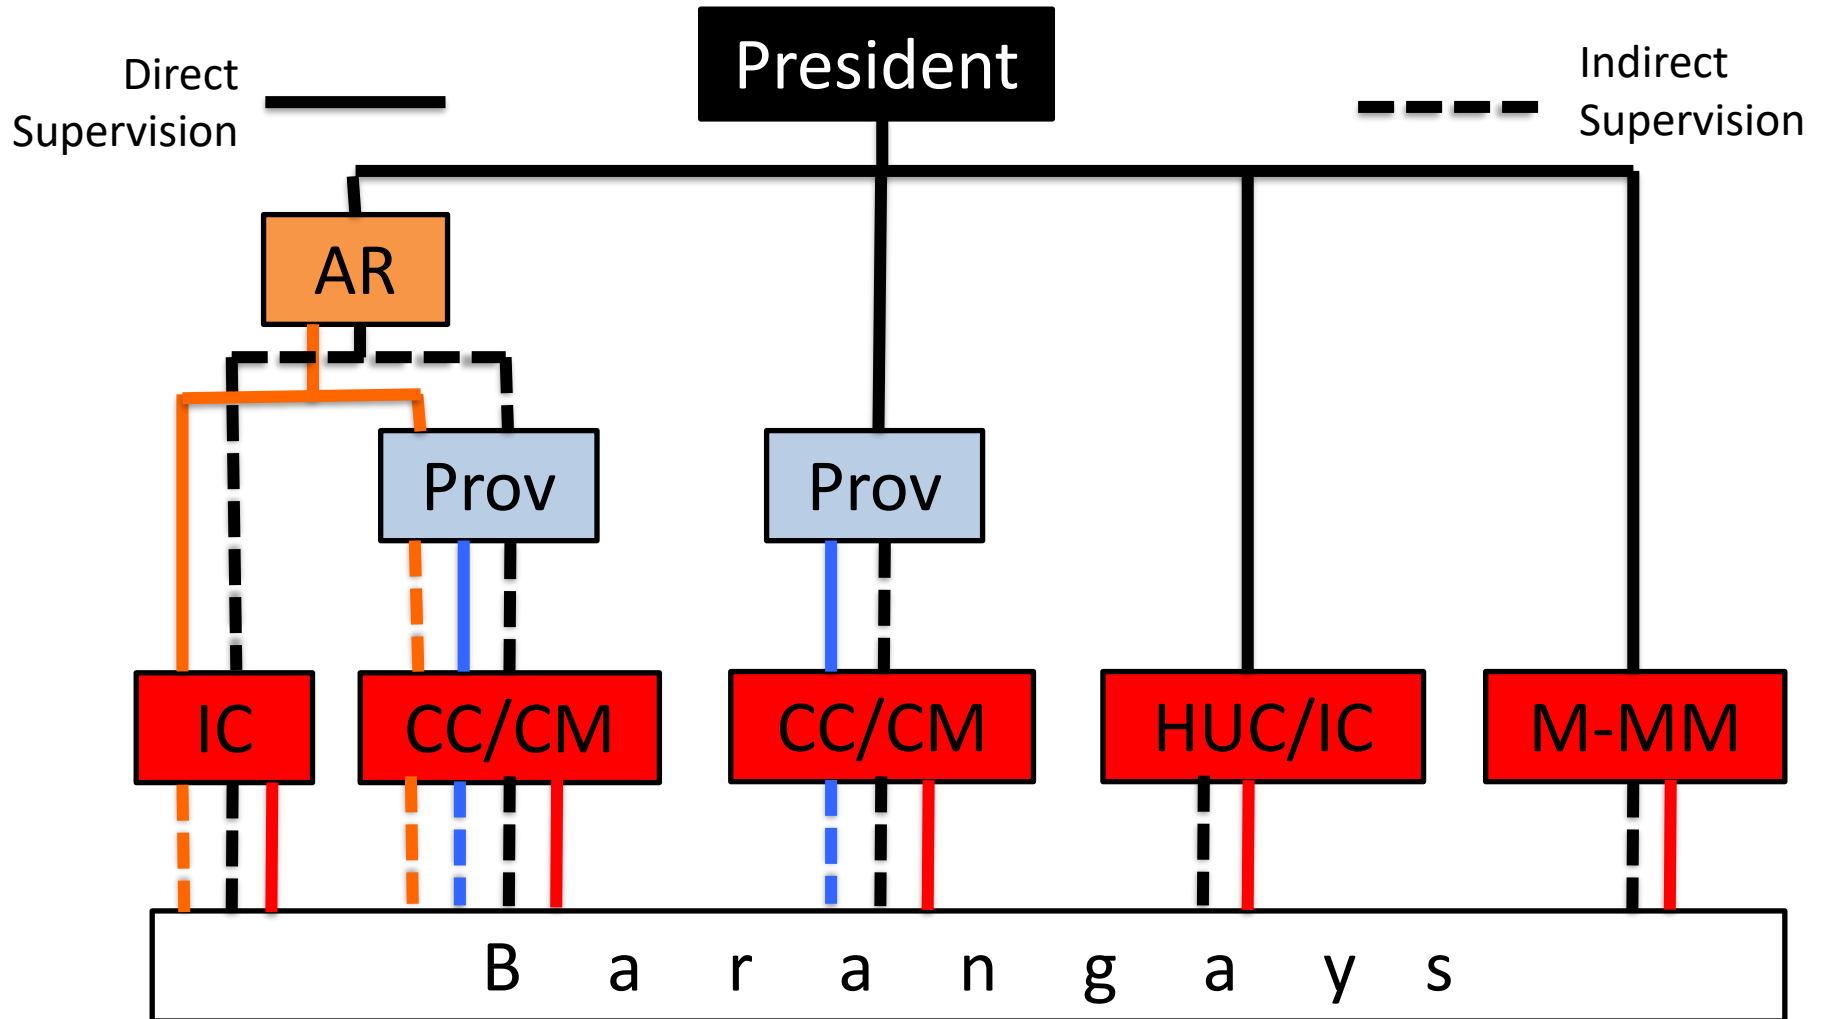 President
Direct
Supervision
Indirect
Supervision
AR
Prov
Prov
IC
CC/CM
CC/CM
HUC/IC
M-MM
B a r a n g a y s